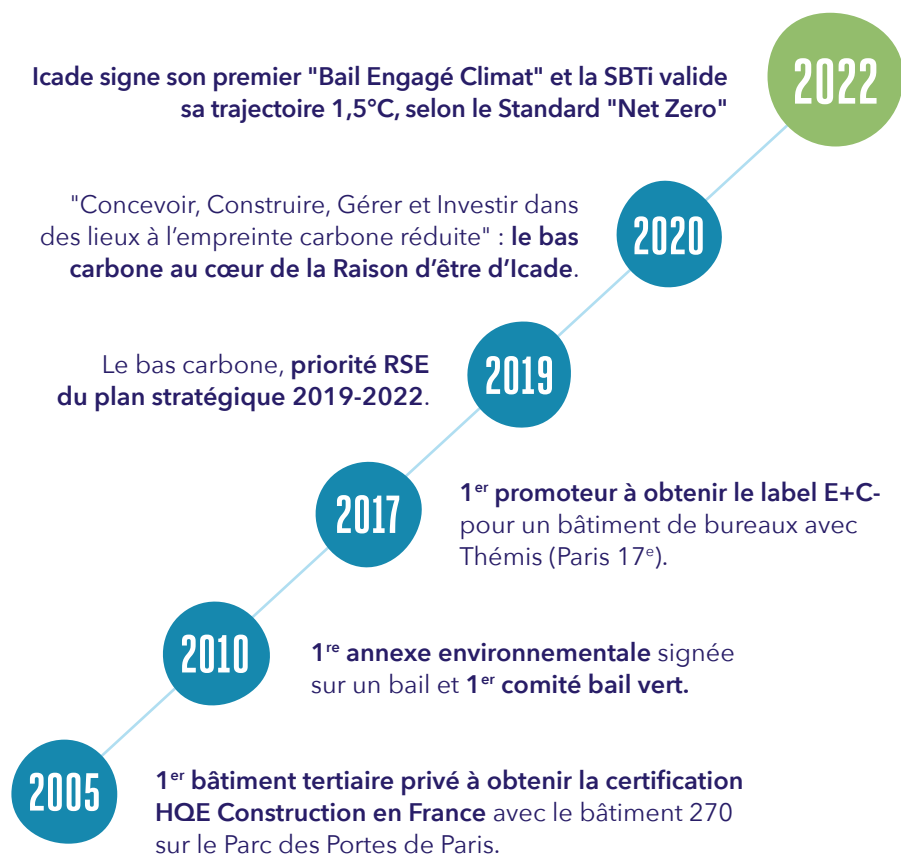 Icade signe son premier "Bail Engagé Climat" et la SBTi valide
sa trajectoire 1,5°C, selon le Standard "Net Zero"
2022
"Concevoir, Construire, Gérer et Investir dans
des lieux à l’empreinte carbone réduite" : le bas
carbone au cœur de la Raison d’être d’Icade.
2020
Le bas carbone, priorité RSE
du plan stratégique 2019-2022.
2019
2017
1er promoteur à obtenir le label E+C-
pour un bâtiment de bureaux avec
Thémis (Paris 17e).
2010
1re annexe environnementale signée
sur un bail et 1er comité bail vert.
2005
1er bâtiment tertiaire privé à obtenir la certification
HQE Construction en France avec le bâtiment 270
sur le Parc des Portes de Paris.